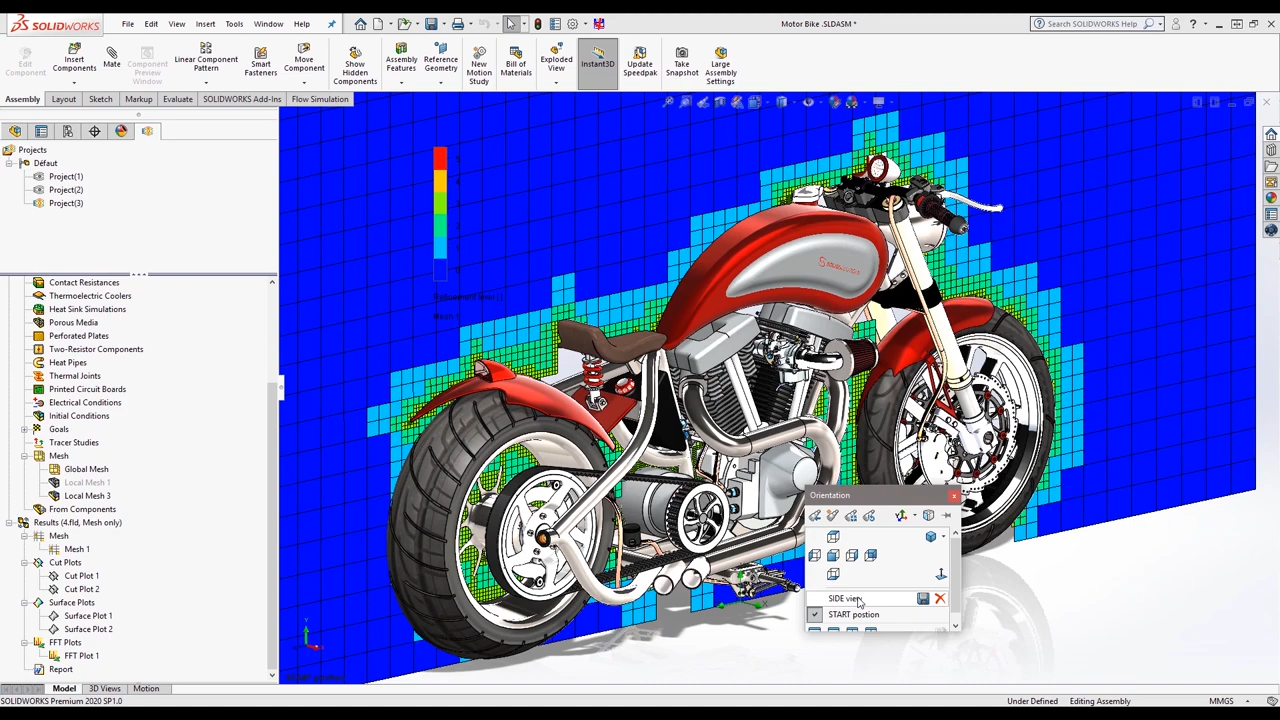 SOLIDWORKS
File
Edit
View
Insert
Tools
Window
Help
Motor Bike .SLDASM *
Search SOLIDWORKS Help
Edit
Component
Insert
Components
Mate
Component
Preview
Window
Linear Component
Pattern
Smart
Fasteners
Move
Component
Show
Hidden
Components
Assembly
Features
Reference
Geometry
New
Motion
Study
Bill of
Materials
Exploded
View
Instant3D
Update
Speedpak
Take
Snapshot
Large
Assembly
Settings
Assembly
Layout
Sketch
Markup
Evaluate
SOLIDWORKS Add-Ins
Flow Simulation
Projects
Défaut
Project(1)
Project(2)
Project(3)
Contact Resistances
Thermoelectric Coolers
Heat Sink Simulations
Porous Media
Perforated Plates
Two-Resistor Components
Heat Pipes
Thermal Joints
Printed Circuit Boards
Electrical Conditions
Initial Conditions
Goals
Tracer Studies
Mesh
Global Mesh
Local Mesh 1
Local Mesh 3
From Components
Results (4.fld, Mesh only)
Mesh
Mesh 1
Cut Plots
Cut Plot 1
Cut Plot 2
Surface Plots
Surface Plot 1
Surface Plot 2
FFT Plots
FFT Plot 1
Report
Orientation
SIDE view
START postion
Model
3D Views
Motion
SOLIDWORKS Premium 2020 SP1.0
Under Defined
Editing Assembly
MMGS